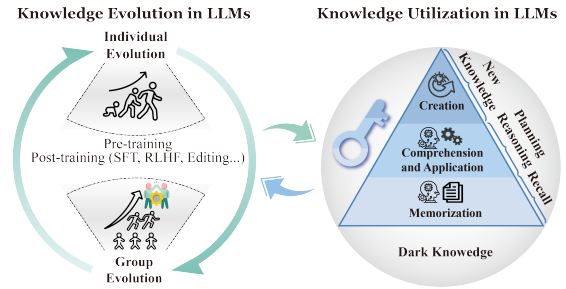 Knowledge Evolution in LLMs
Individual
Evolution
Pre-training
Post-training (SFT, RLHF, Editing...)
Group
Evolution
Knowledge Utilization in LLMs
Creation
Comprehension
and Application
Memorization
New
Knowledge
Planning
Reasoning
Recall
Dark Knowedge